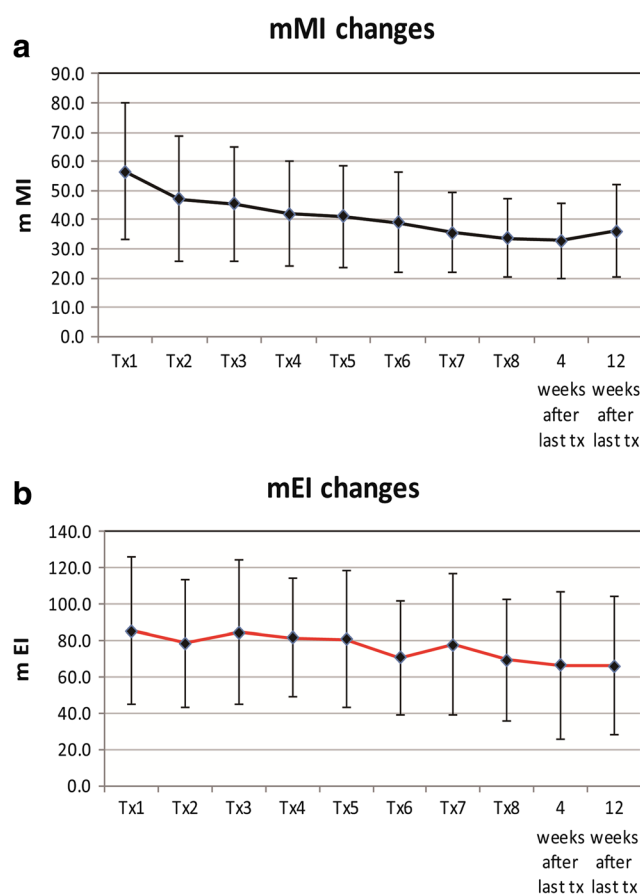 a
mMI changes
90.0
80.0
70.0
60.0
50.0
40.0
30.0
20.0
10.0
0.0
m MI
Tx1 Tx2 Tx3 Tx4 Tx5 Tx6 Tx7 Tx8 4 12
weeks weeks
after after
last tx last tx
b
mEI changes
140.0
120.0
100.0
80.0
60.0
40.0
20.0
0.0
m EI
Tx1 Tx2 Tx3 Tx4 Tx5 Tx6 Tx7 Tx8 4 12
weeks weeks
after after
last tx last tx